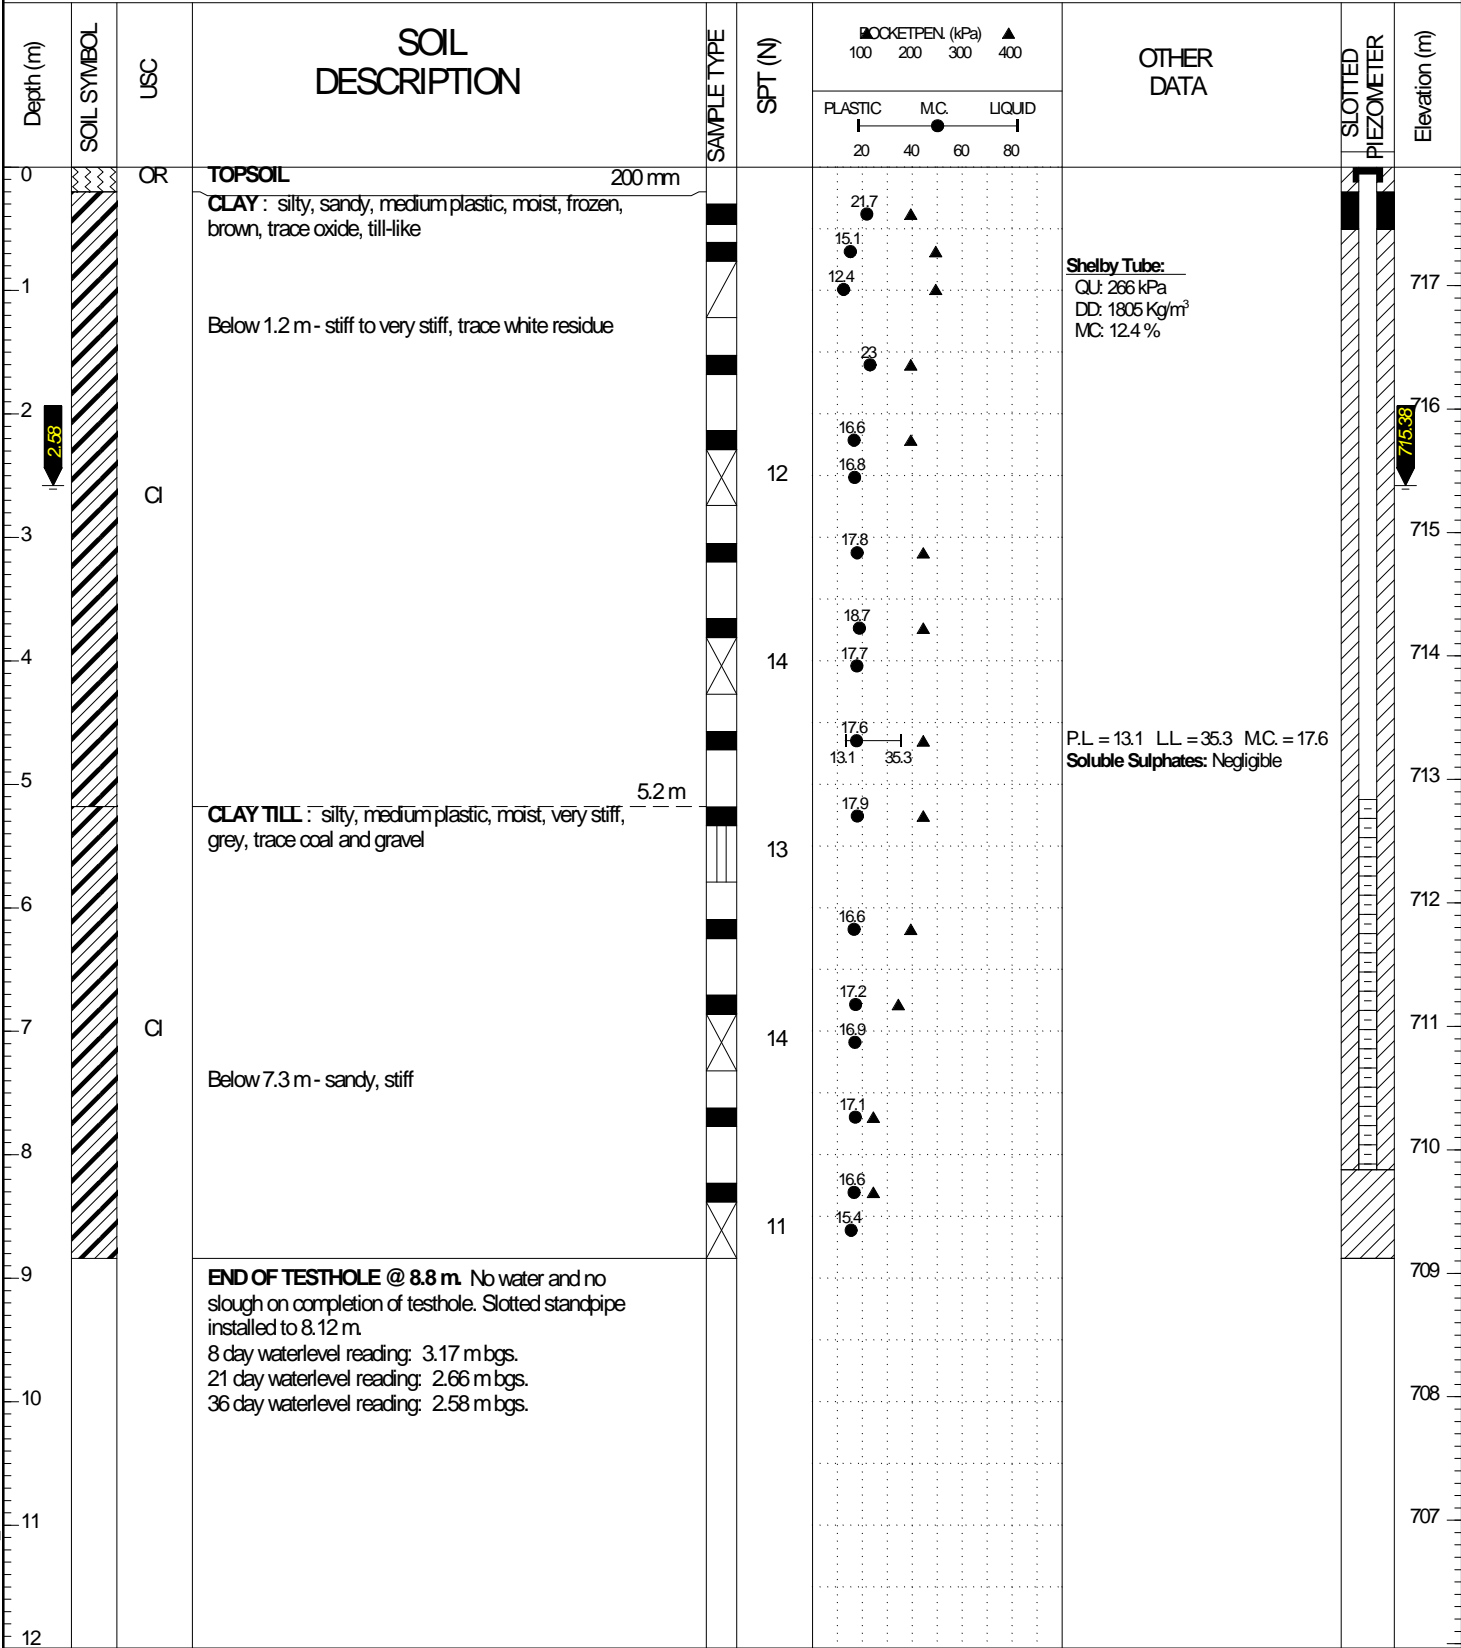 Depth (m)
SOIL SYMBOL
USC
SOIL
DESCRIPTION
SAMPLE TYPE
SPT (N)
POCKET PEN. (kPa)
100 200 300 400
PLASTIC M.C. LIQUID
20 40 60 80
OTHER
DATA
SLOTTED
PIEZOMETER
Elevation (m)
0
OR
TOPSOIL 200 mm
CLAY : silty, sandy, medium plastic, moist, frozen,
brown, trace oxide, till-like
21.7
15.1
Shelby Tube:
QU: 266 kPa
DD: 1805 Kg/m³
MC: 12.4 %
12.4
1
717
Below 1.2 m - stiff to very stiff, trace white residue
23
2
716
2.58
715.38
16.6
16.8
12
CI
3
715
17.8
18.7
17.7
4
14
714
17.6
13.1 35.3
P.L. = 13.1 L.L. = 35.3 M.C. = 17.6
Soluble Sulphates: Negligible
5
713
5.2 m
CLAY TILL : silty, medium plastic, moist, very stiff,
grey, trace coal and gravel
17.9
13
6
712
16.6
17.2
16.9
7
CI
14
711
Below 7.3 m - sandy, stiff
17.1
8
710
16.6
15.4
11
9
709
END OF TESTHOLE @ 8.8 m. No water and no
slough on completion of testhole. Slotted standpipe
installed to 8.12 m.
8 day waterlevel reading: 3.17 m bgs.
21 day waterlevel reading: 2.66 m bgs.
36 day waterlevel reading: 2.58 m bgs.
10
708
11
707
12